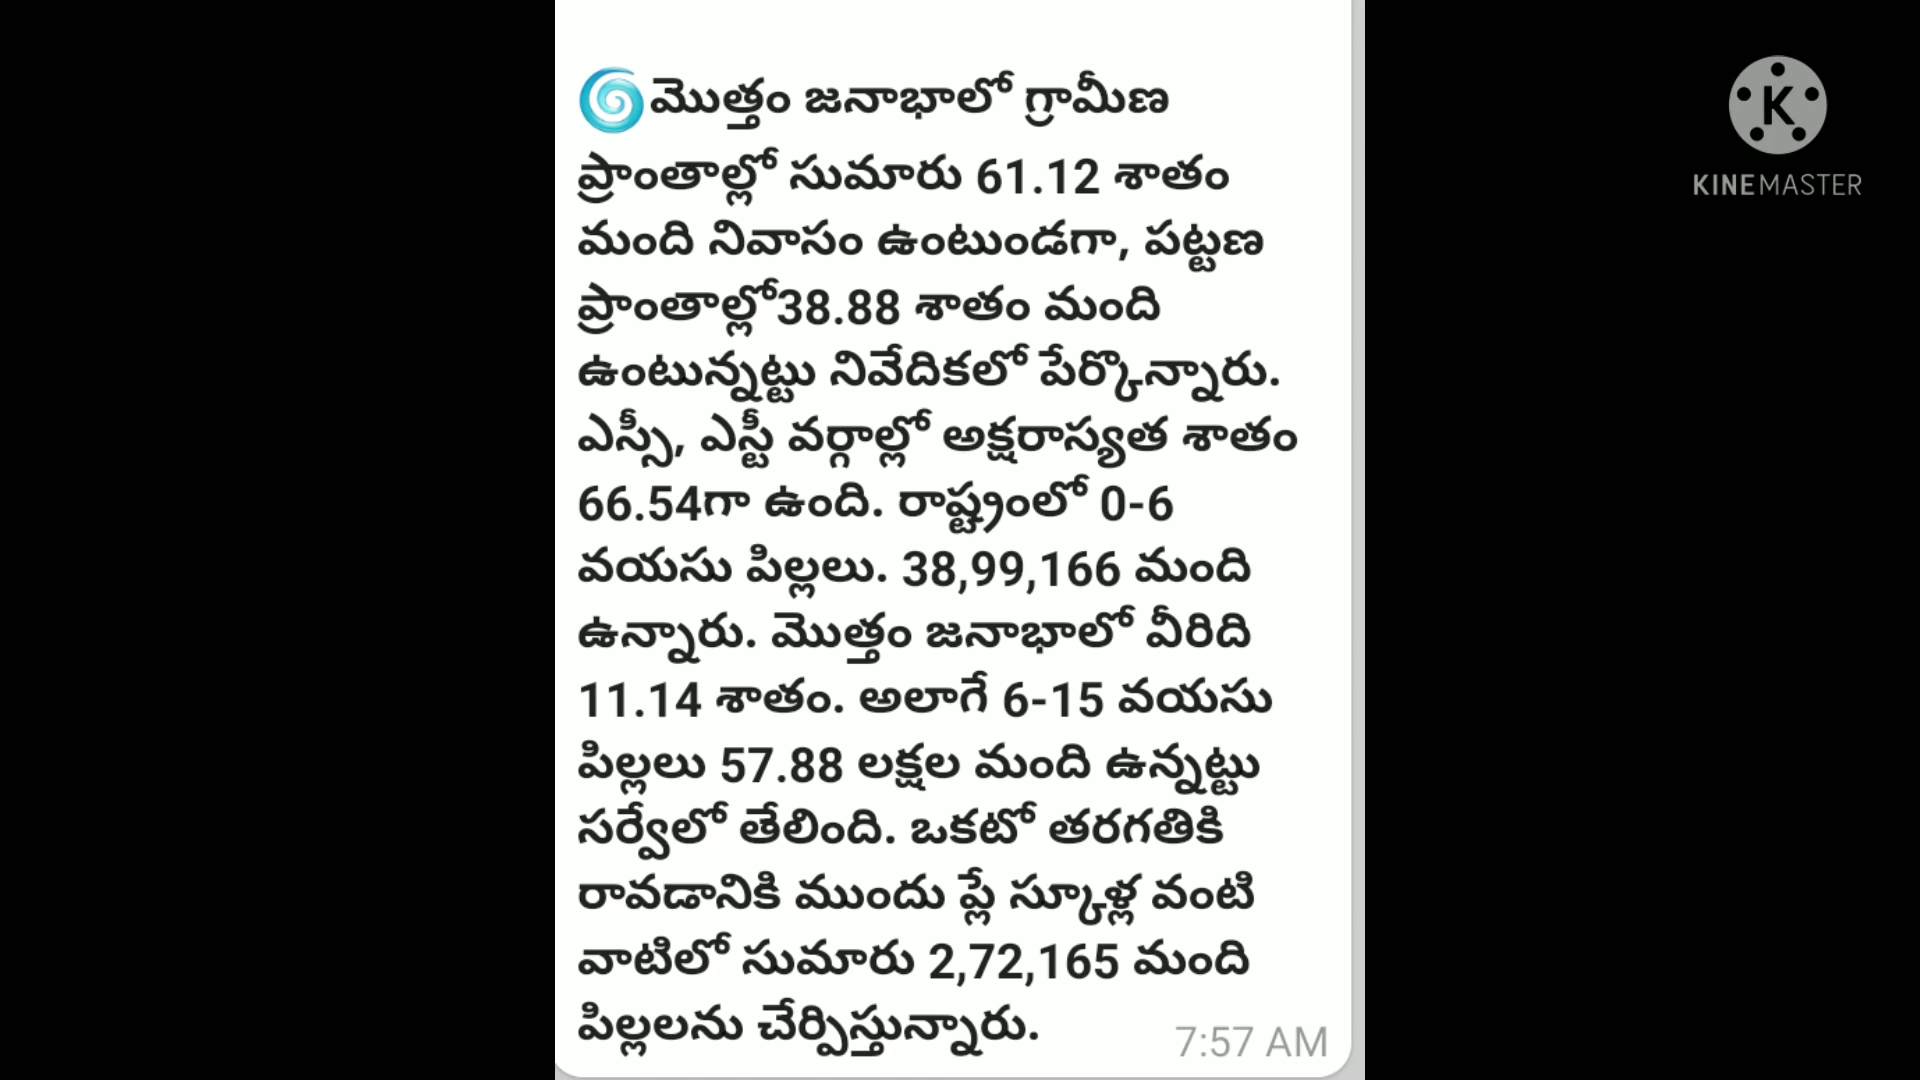 🌀మొత్తం జనాభాలో గ్రామీణ
ప్రాంతాల్లో సుమారు 61.12 శాతం
మంది నివాసం ఉంటుండగా, పట్టణ
ప్రాంతాల్లో38.88 శాతం మంది
ఉంటున్నట్టు నివేదికలో పేర్కొన్నారు.
ఎస్సీ, ఎస్టీ వర్గాల్లో అక్షరాస్యత శాతం
66.54గా ఉంది. రాష్ట్రంలో 0-6
వయసు పిల్లలు. 38,99,166 మంది
ఉన్నారు. మొత్తం జనాభాలో వీరిది
11.14 శాతం. అలాగే 6-15 వయసు
పిల్లలు 57.88 లక్షల మంది ఉన్నట్టు
సర్వేలో తేలింది. ఒకటో తరగతికి
రావడానికి ముందు ప్లే స్కూళ్ల వంటి
వాటిలో సుమారు 2,72,165 మంది
పిల్లలను చేర్పిస్తున్నారు.
7:57 AM
K
KINEMASTER